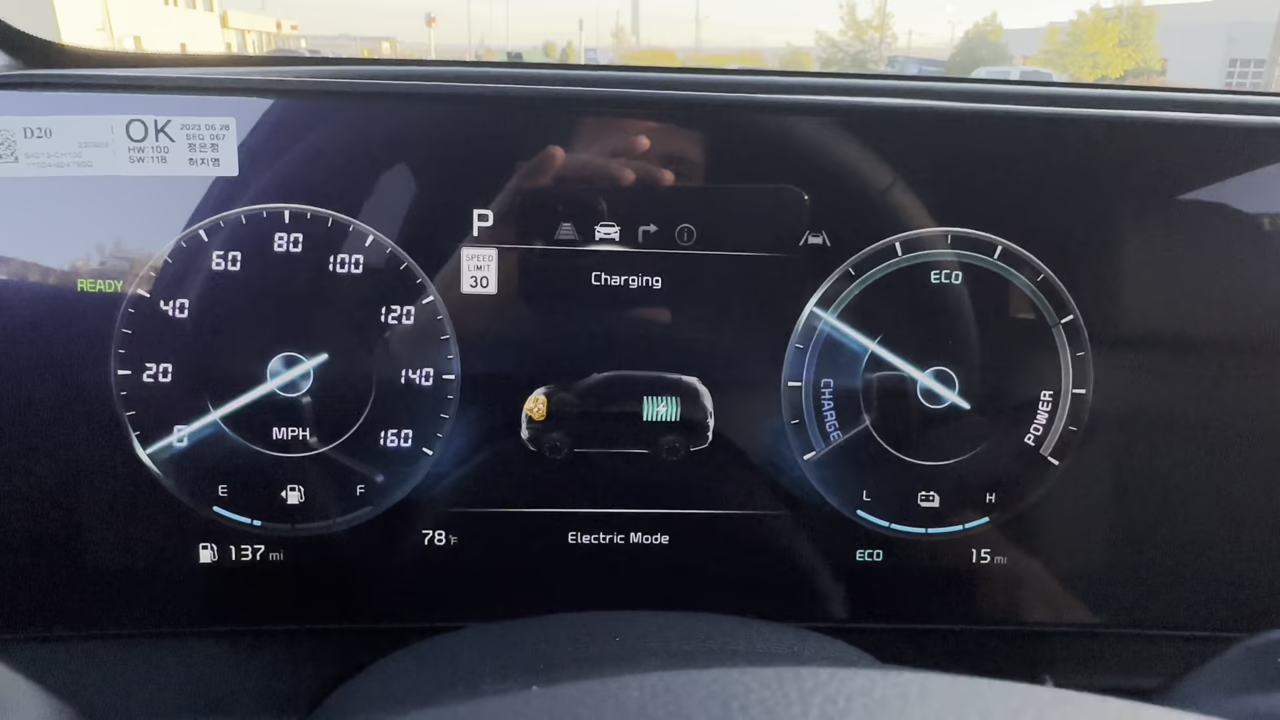 D20
OK
HW:100
SW:118
2023.06.28
SEQ 067
정은정
허지명
READY
0
20
40
60
80
100
120
140
160
MPH
E
F
137 mi
P
SPEED
LIMIT
30
Charging
78°F
Electric Mode
ECO
CHARGE
POWER
L
H
ECO
15 mi